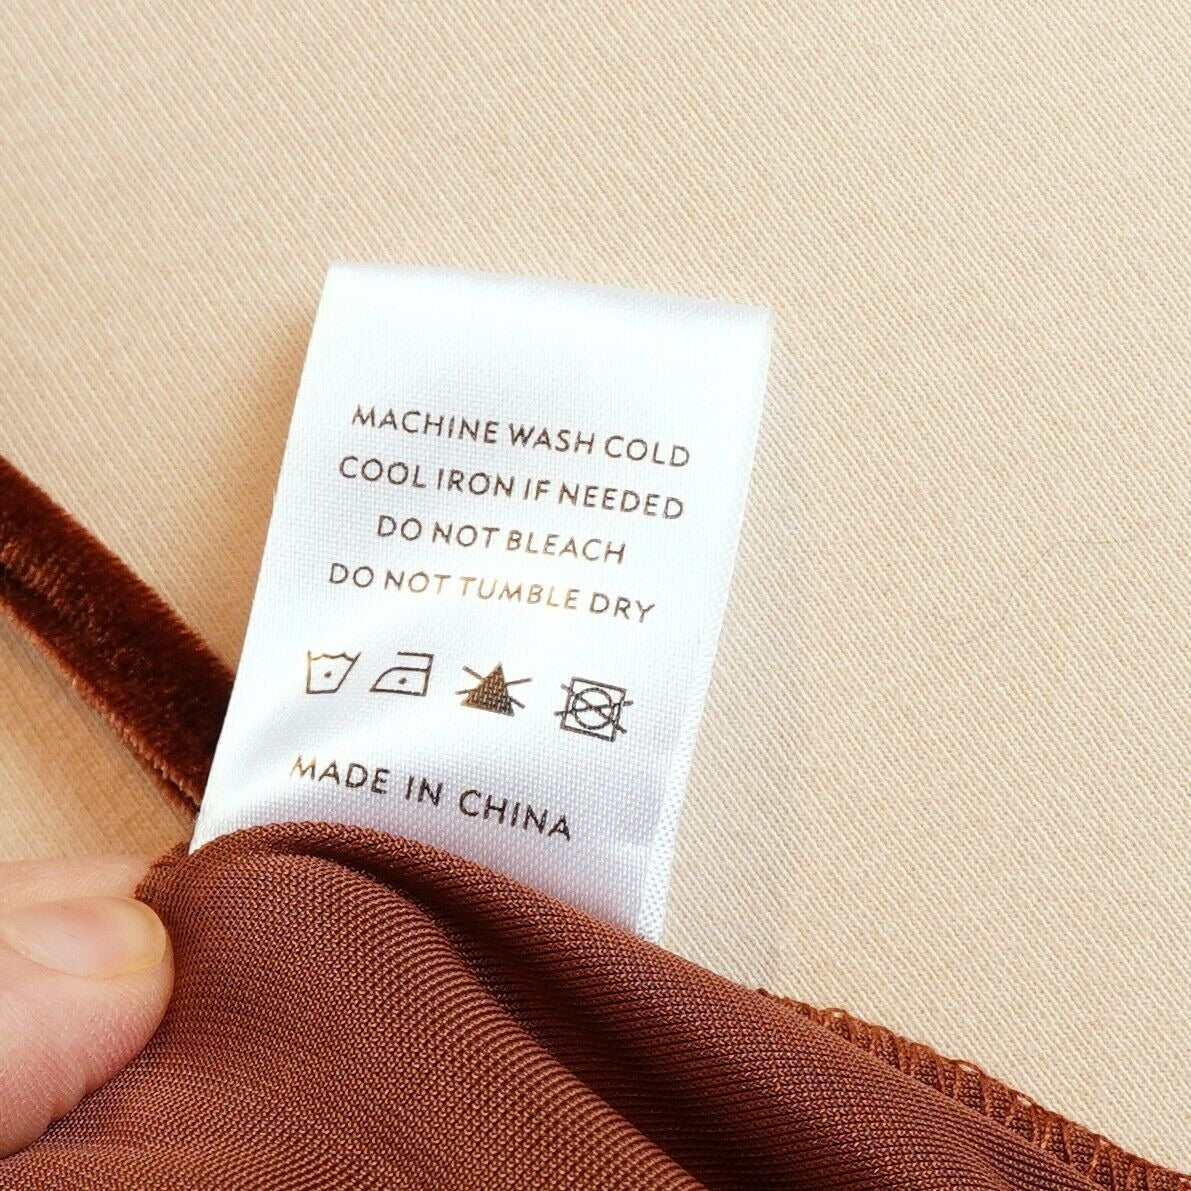 MACHINE WASH COLD
COOL IRON IF NEEDED
DO NOT BLEACH
DO NOT TUMBLE DRY
MADE IN CHINA